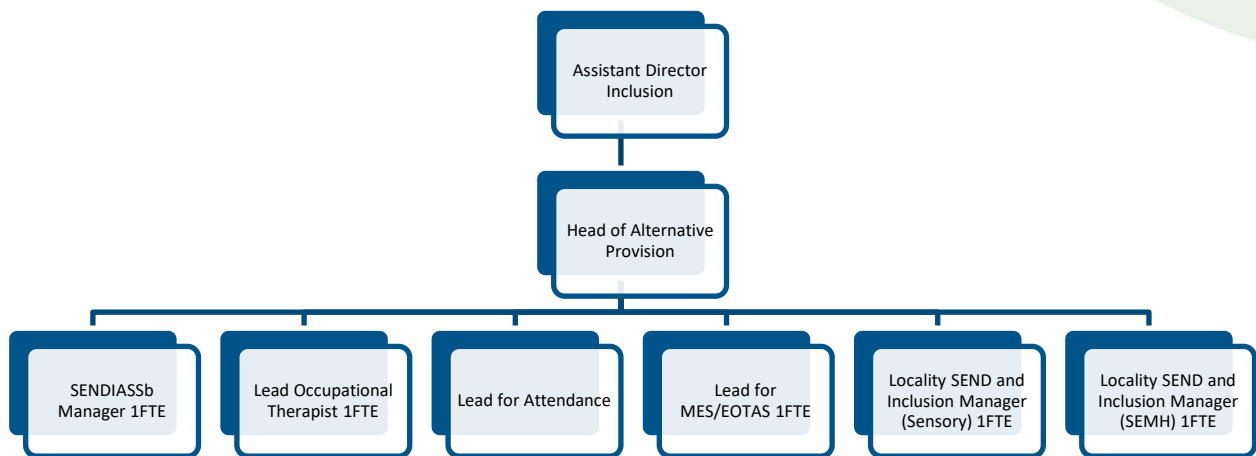 Assistant Director
Inclusion
Head of Alternative
Provision
SENDIASSb
Manager 1FTE
Lead Occupational
Therapist 1FTE
Lead for Attendance
Lead for
MES/EOTAS 1FTE
Locality SEND and
Inclusion Manager
(Sensory) 1FTE
Locality SEND and
Inclusion Manager
(SEMH) 1FTE